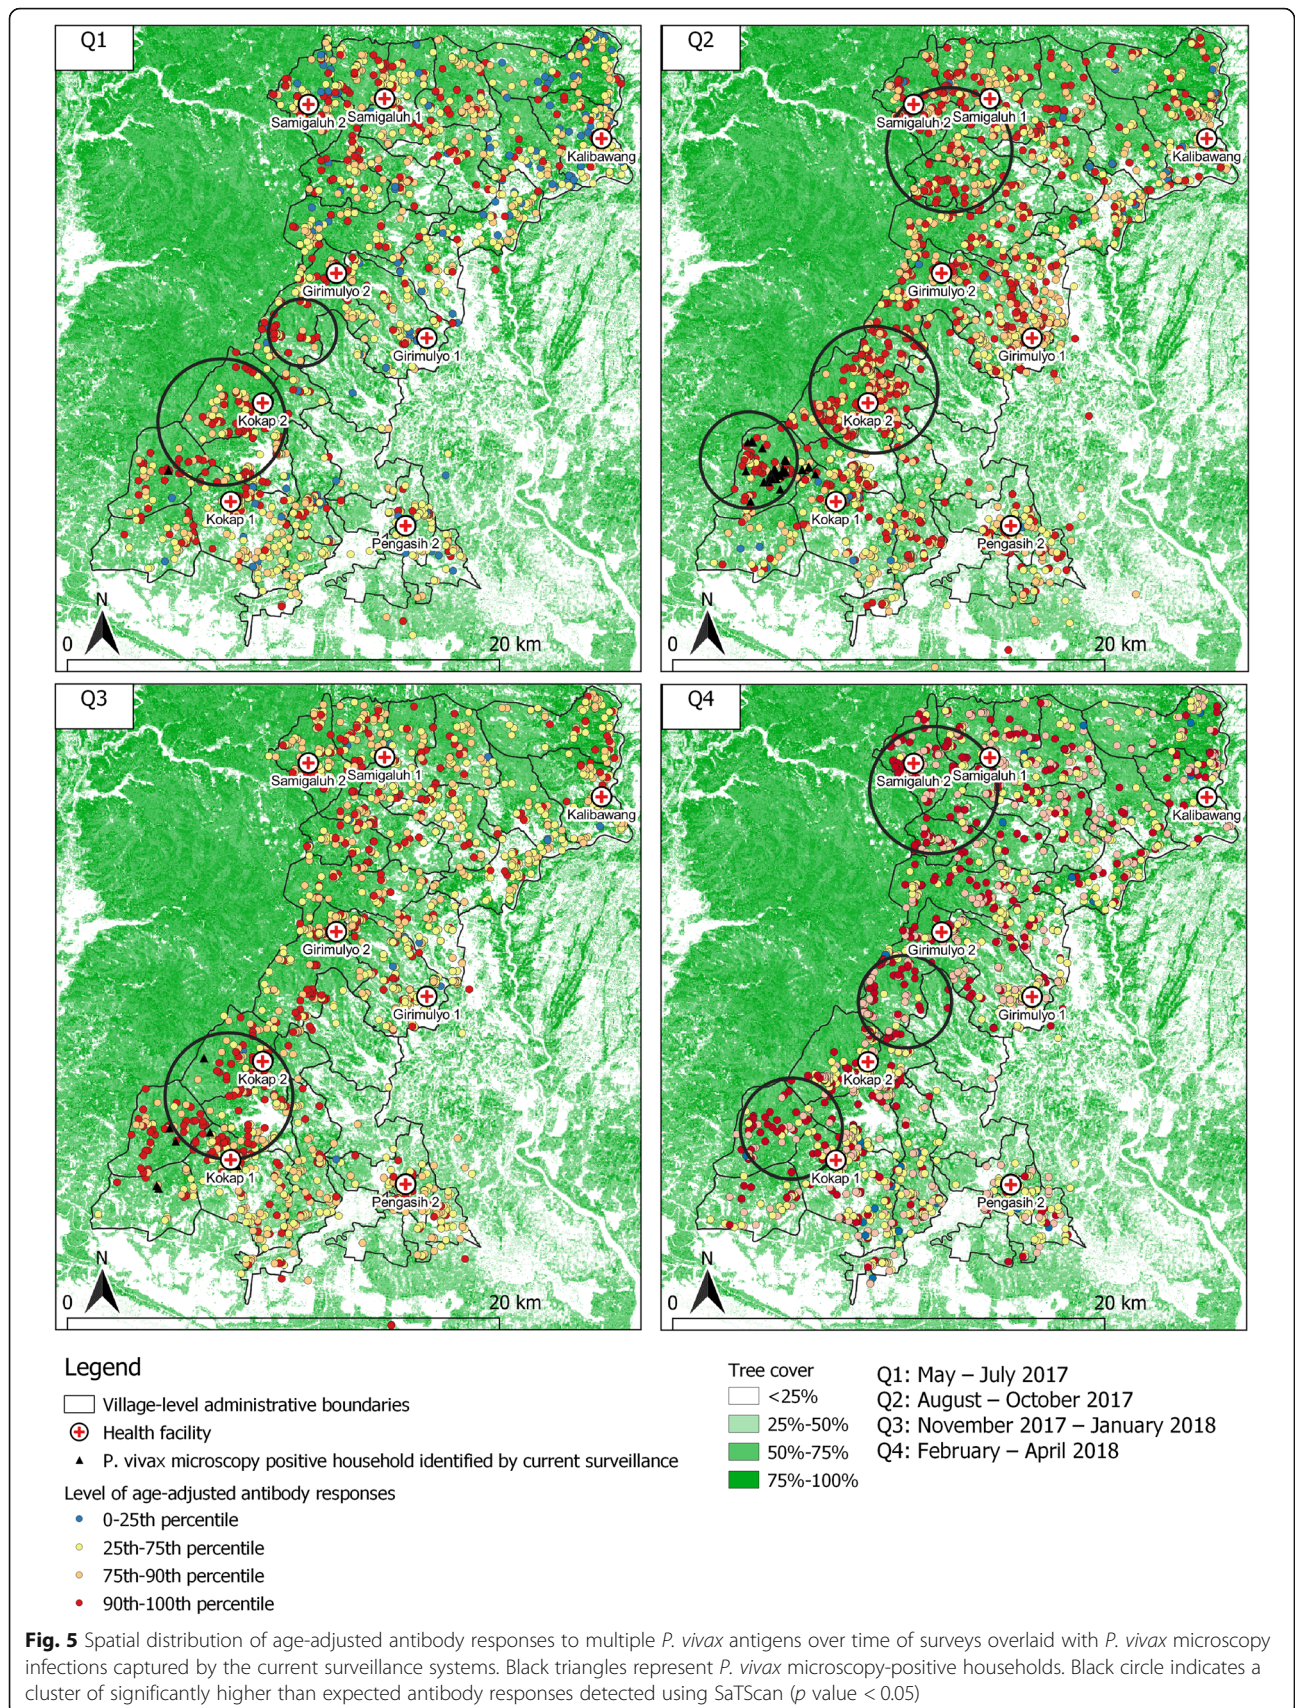 Q1
Samigaluh 2
Samigaluh 1
Kalibawang
Girimulyo 2
Girimulyo 1
Kokap 2
Kokap 1
Pengasih 2
N
0
20 km
Q2
Samigaluh 2
Samigaluh 1
Kalibawang
Girimulyo 2
Girimulyo 1
Kokap 2
Kokap 1
Pengasih 2
N
0
20 km
Q3
Samigaluh 2
Samigaluh 1
Kalibawang
Girimulyo 2
Girimulyo 1
Kokap 2
Kokap 1
Pengasih 2
N
0
20 km
Q4
Samigaluh 2
Samigaluh 1
Kalibawang
Girimulyo 2
Girimulyo 1
Kokap 2
Kokap 1
Pengasih 2
N
0
20 km
Legend
Village-level administrative boundaries
Health facility
P. vivax microscopy positive household identified by current surveillance
Level of age-adjusted antibody responses
0-25th percentile
25th-75th percentile
75th-90th percentile
90th-100th percentile
Tree cover
<25%
25%-50%
50%-75%
75%-100%
Q1: May – July 2017
Q2: August – October 2017
Q3: November 2017 – January 2018
Q4: February – April 2018
Fig. 5 Spatial distribution of age-adjusted antibody responses to multiple P. vivax antigens over time of surveys overlaid with P. vivax microscopy
infections captured by the current surveillance systems. Black triangles represent P. vivax microscopy-positive households. Black circle indicates a
cluster of significantly higher than expected antibody responses detected using SaTScan (p value < 0.05)